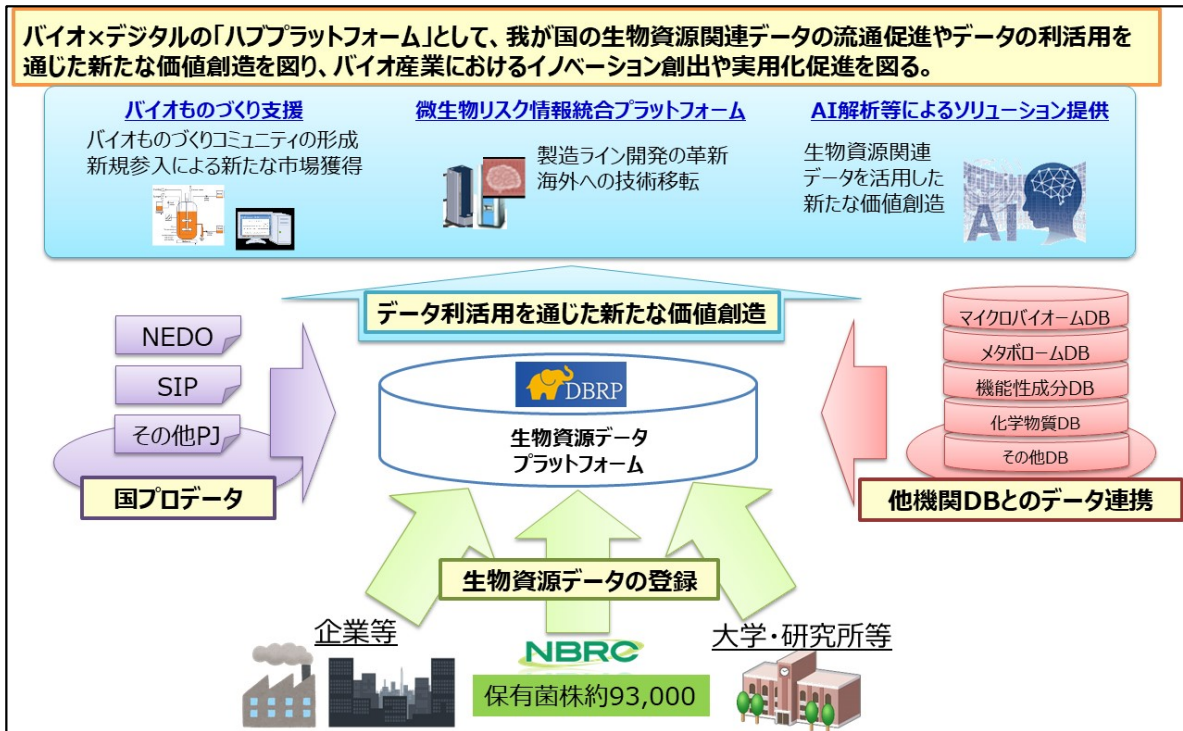 バイオ×デジタルの「ハブプラットフォーム」として、我が国の生物資源関連データの流通促進やデータの利活用を
通じた新たな価値創造を図り、バイオ産業におけるイノベーション創出や実用化促進を図る。
バイオものづくり支援
バイオものづくりコミュニティの形成
新規参入による新たな市場獲得
微生物リスク情報統合プラットフォーム
製造ライン開発の革新
海外への技術移転
AI解析等によるソリューション提供
生物資源関連
データを活用した
新たな価値創造
AI
データ利活用を通じた新たな価値創造
NEDO
SIP
その他PJ
国プロデータ
DBRP
生物資源データ
プラットフォーム
マイクロバイオームDB
メタボロームDB
機能性成分DB
化学物質DB
その他DB
他機関DBとのデータ連携
生物資源データの登録
企業等
NBRC
保有菌株約93,000
大学・研究所等